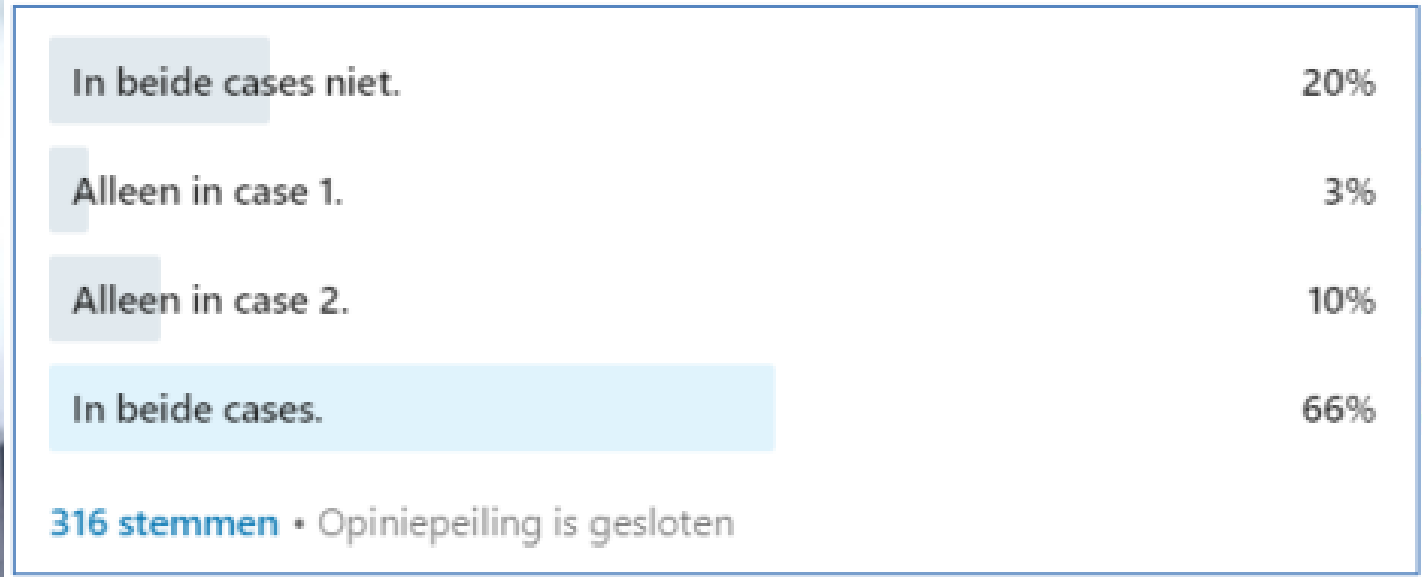 In beide cases niet. 20%
Alleen in case 1. 3%
Alleen in case 2. 10%
In beide cases. 66%
316 stemmen • Opiniepeiling is gesloten